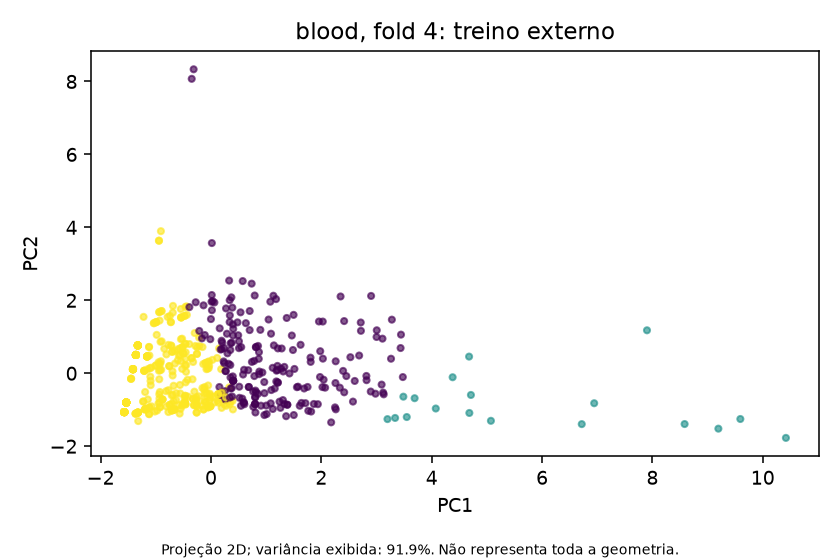 blood, fold 4: treino externo
8
6
4
2
0
−2
PC2
−2 0 2 4 6 8 10
PC1
Projeção 2D; variância exibida: 91.9%. Não representa toda a geometria.